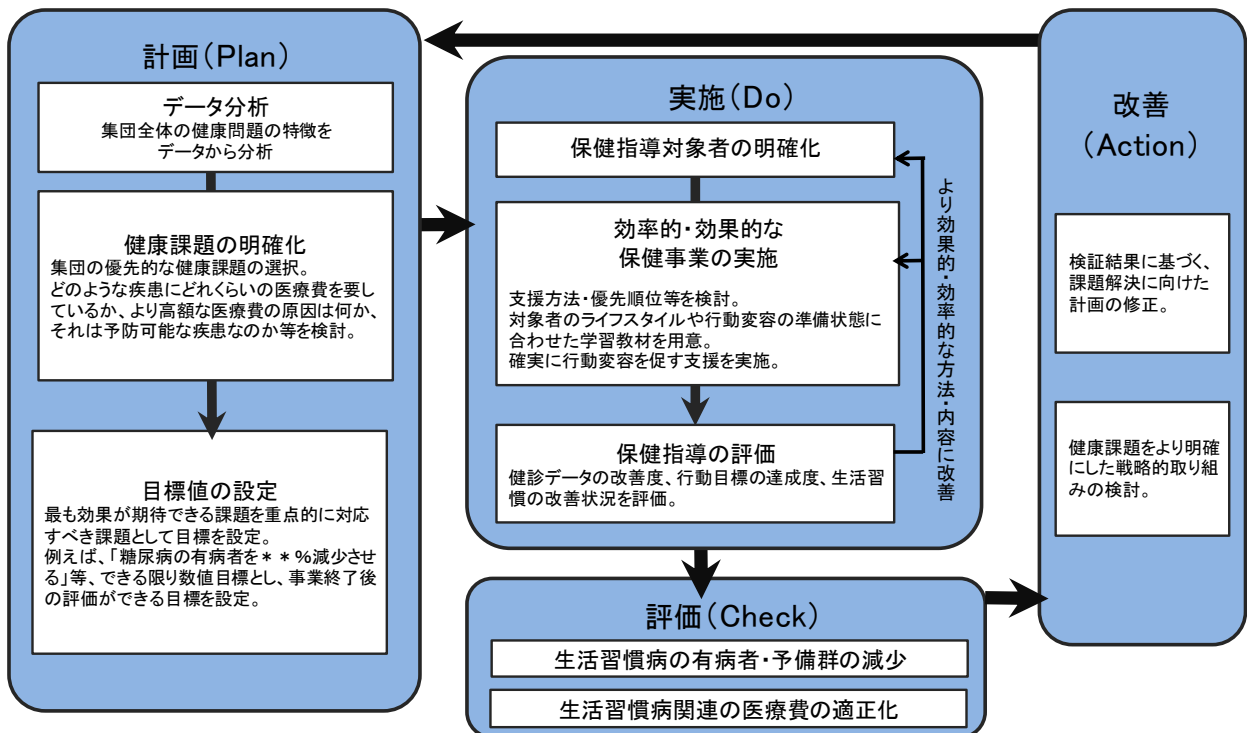 計画(Plan)
データ分析
集団全体の健康問題の特徴を
データから分析
健康課題の明確化
集団の優先的な健康課題の選択。
どのような疾患にどれくらいの医療費を要し
ているか、より高額な医療費の原因は何か、
それは予防可能な疾患なのか等を検討。
目標値の設定
最も効果が期待できる課題を重点的に対応
すべき課題として目標を設定。
例えば、「糖尿病の有病者を＊＊%減少させ
る」等、できる限り数値目標とし、事業終了後
の評価ができる目標を設定。
実施(Do)
保健指導対象者の明確化
効率的・効果的な
保健事業の実施
支援方法・優先順位等を検討。
対象者のライフスタイルや行動変容の準備状態に
合わせた学習教材を用意。
確実に行動変容を促す支援を実施。
保健指導の評価
健診データの改善度、行動目標の達成度、生活習
慣の改善状況を評価。
より効果的・効率的な方法・内容に改善
評価(Check)
生活習慣病の有病者・予備群の減少
生活習慣病関連の医療費の適正化
改善
(Action)
検証結果に基づく、
課題解決に向けた
計画の修正。
健康課題をより明確
にした戦略的取り組
みの検討。